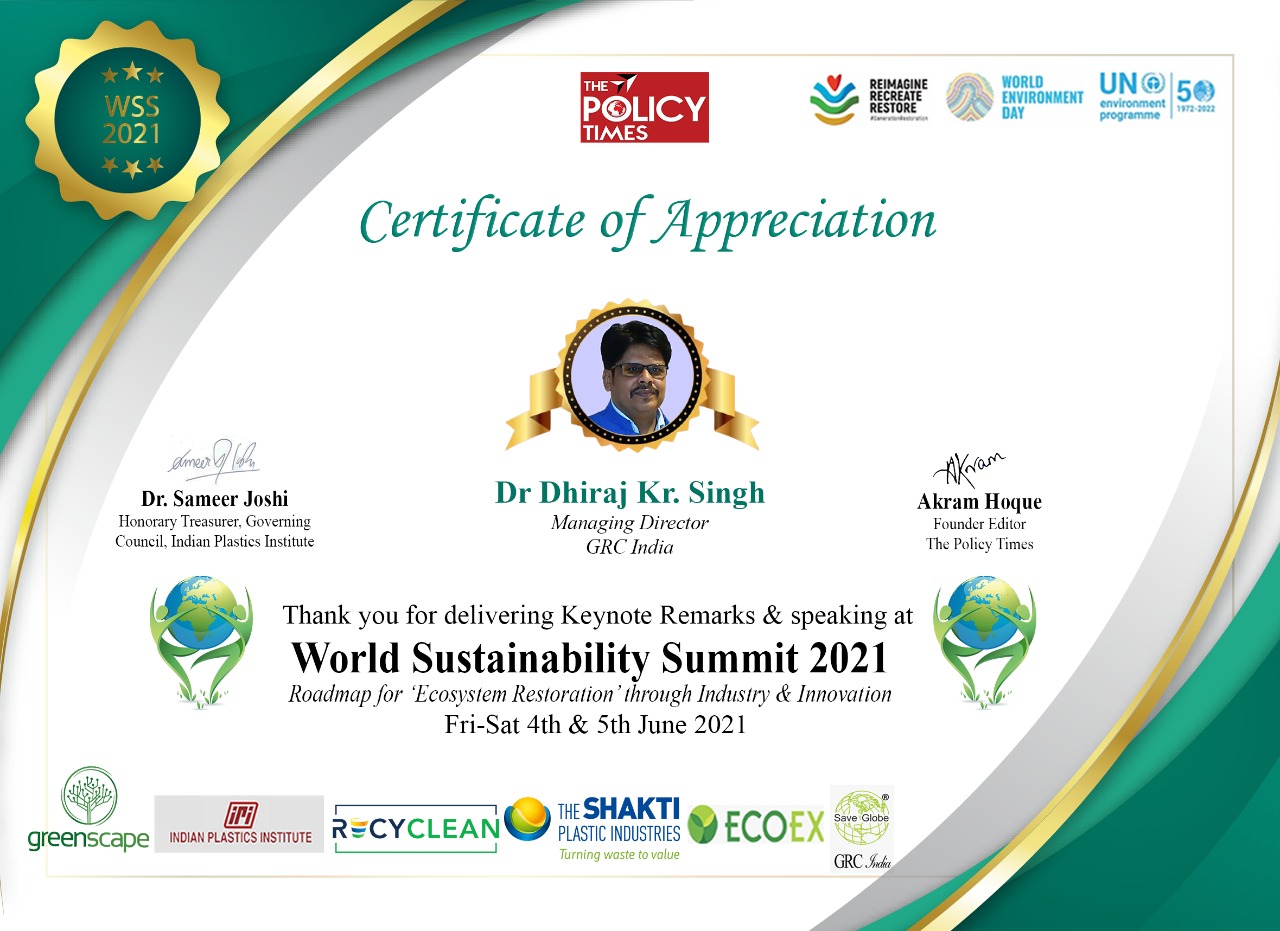 WSS
2021
THE
POLICY
TIMES
REIMAGINE
RECREATE
RESTORE
#GenerationRestoration
WORLD
ENVIRONMENT
DAY
UN
environment
programme
50
1972-2022
Certificate of Appreciation
Sameer Joshi
Dr. Sameer Joshi
Honorary Treasurer, Governing
Council, Indian Plastics Institute
Dr Dhiraj Kr. Singh
Managing Director
GRC India
Akram
Akram Hoque
Founder Editor
The Policy Times
Thank you for delivering Keynote Remarks & speaking at
World Sustainability Summit 2021
Roadmap for ‘Ecosystem Restoration’ through Industry & Innovation
Fri-Sat 4th & 5th June 2021
greenscape
iPi
INDIAN PLASTICS INSTITUTE
RECYCLEAN
THE SHAKTI
PLASTIC INDUSTRIES
Turning waste to value
ECOEX
®
Save Globe
GRC India